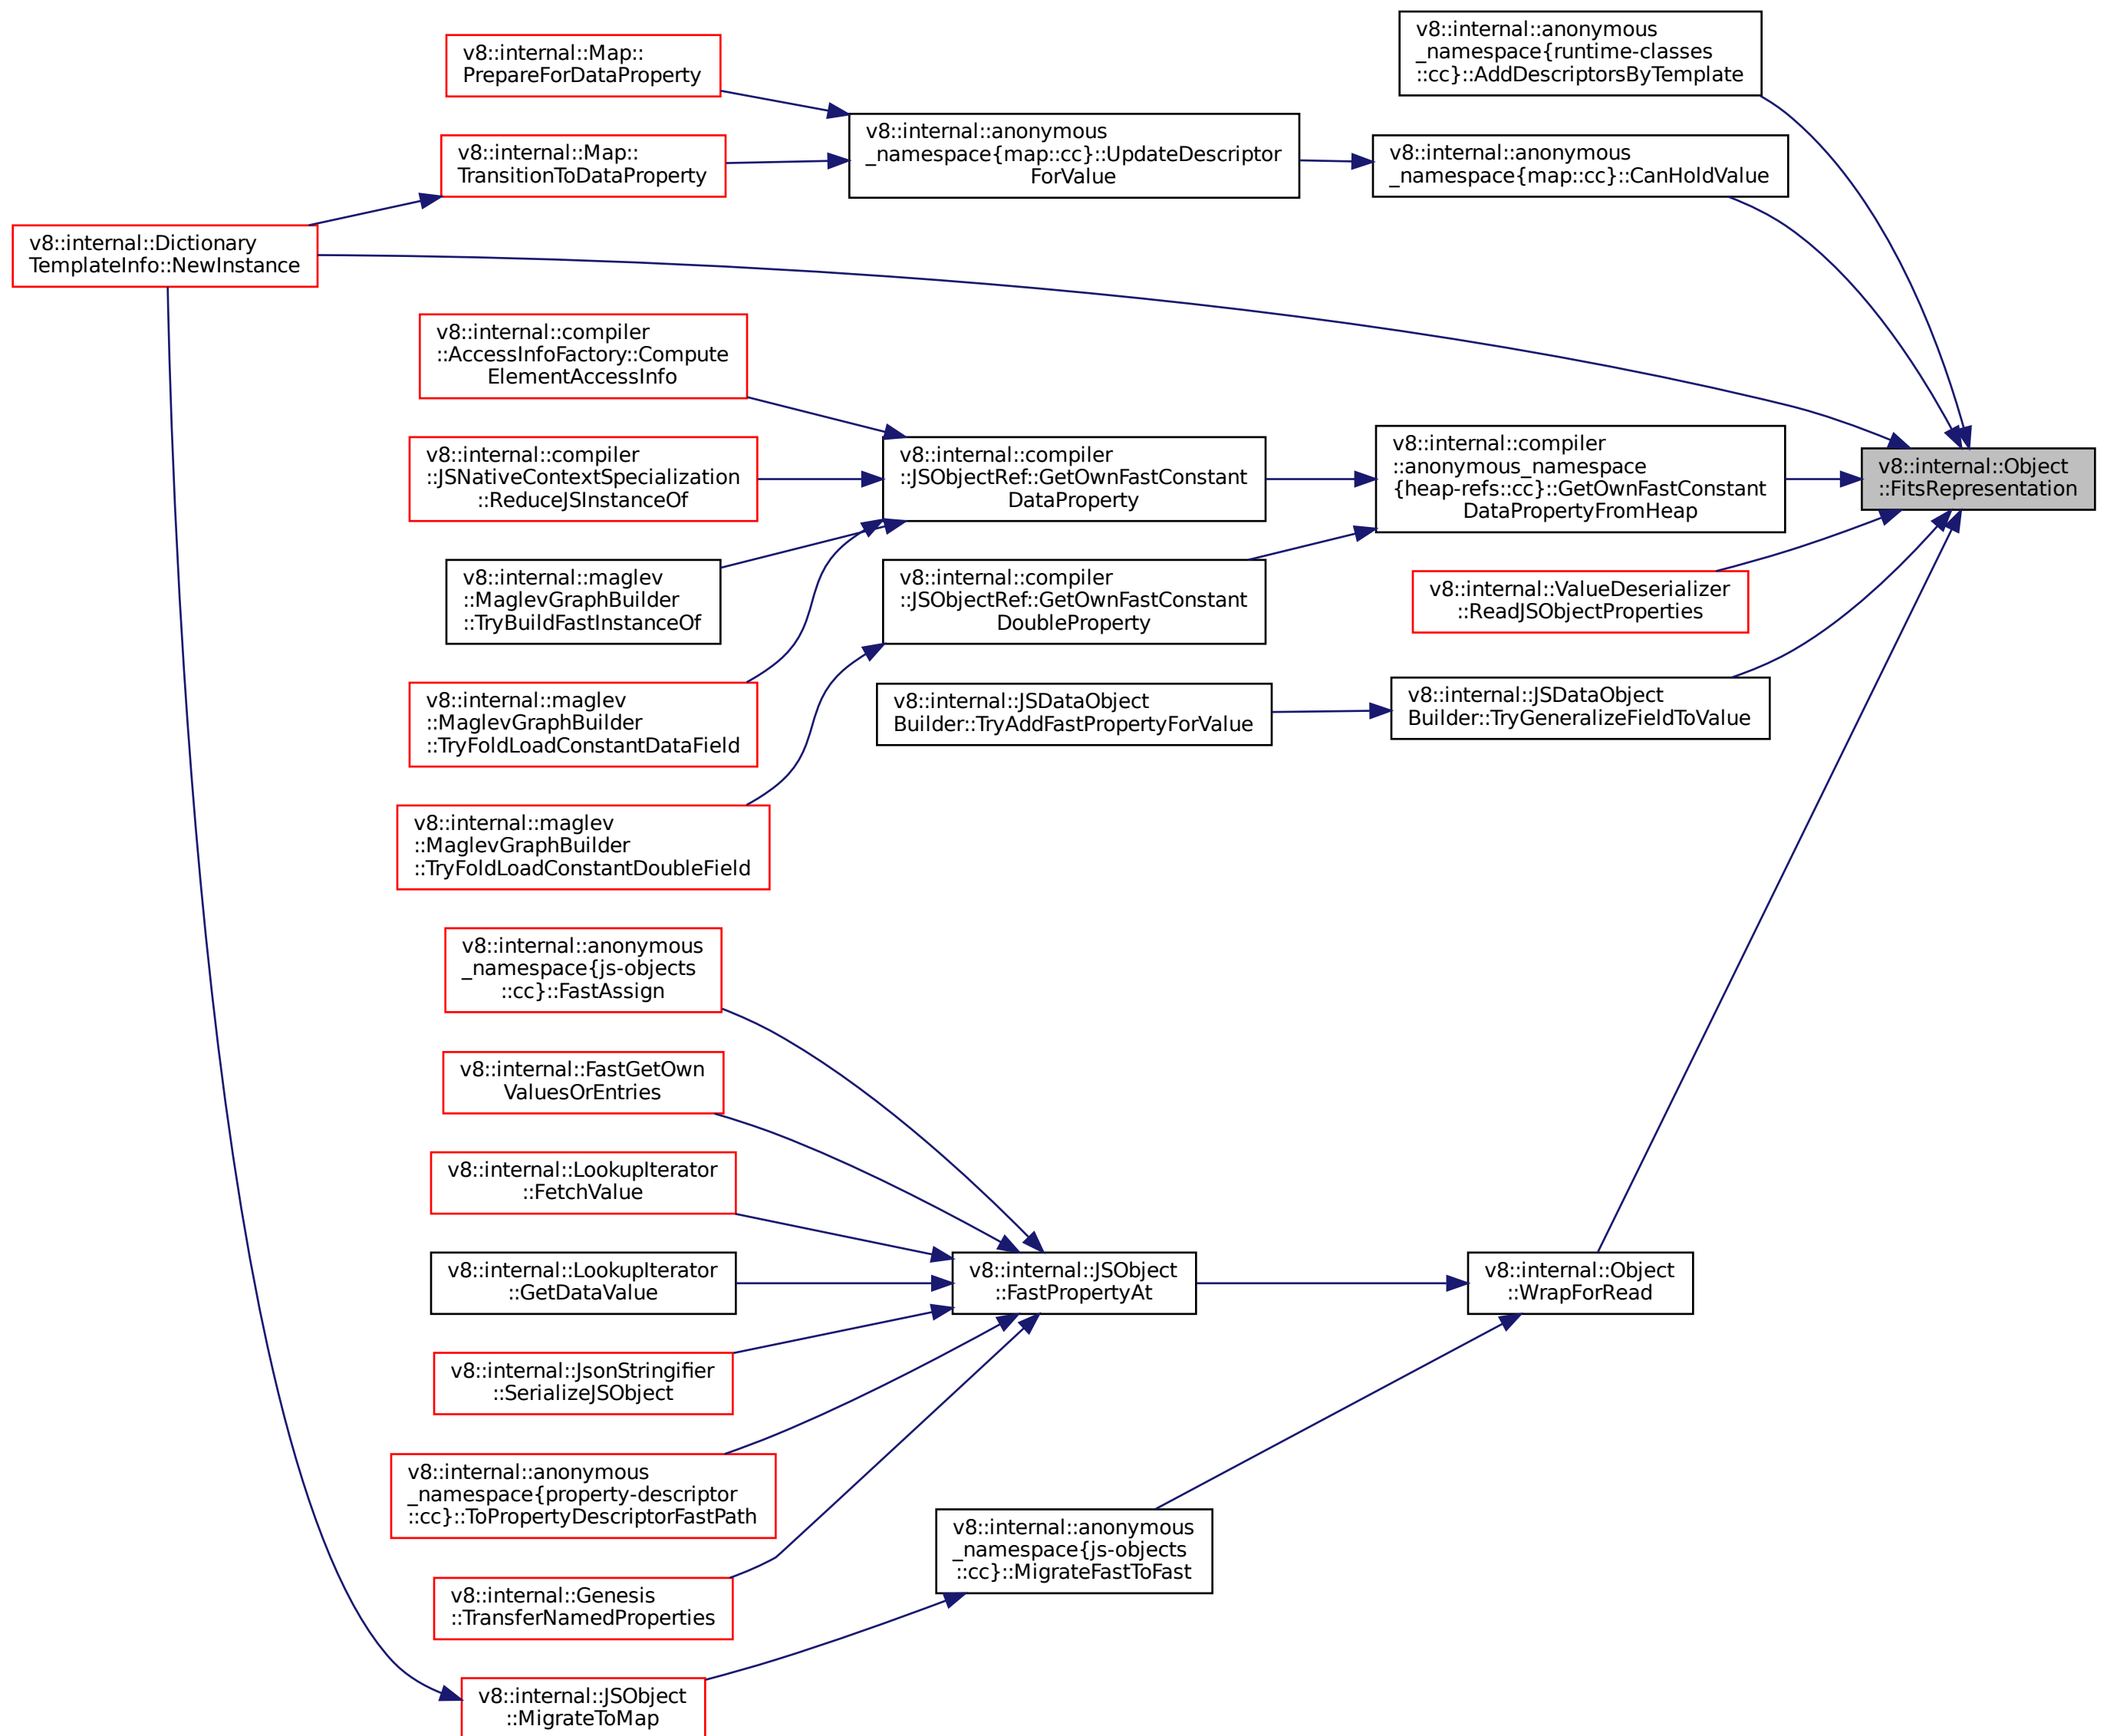 v8::internal::anonymous
_namespace{runtime-classes
::cc}::AddDescriptorsByTemplate
v8::internal::Map::
PrepareForDataProperty
v8::internal::anonymous
_namespace{map::cc}::UpdateDescriptor
ForValue
v8::internal::Map::
TransitionToDataProperty
v8::internal::anonymous
_namespace{map::cc}::CanHoldValue
v8::internal::Dictionary
TemplateInfo::NewInstance
v8::internal::compiler
::AccessInfoFactory::Compute
ElementAccessInfo
v8::internal::compiler
::JSNativeContextSpecialization
::ReduceJSInstanceOf
v8::internal::compiler
::JSObjectRef::GetOwnFastConstant
DataProperty
v8::internal::compiler
::anonymous_namespace
{heap-refs::cc}::GetOwnFastConstant
DataPropertyFromHeap
v8::internal::Object
::FitsRepresentation
v8::internal::maglev
::MaglevGraphBuilder
::TryBuildFastInstanceOf
v8::internal::compiler
::JSObjectRef::GetOwnFastConstant
DoubleProperty
v8::internal::ValueDeserializer
::ReadJSObjectProperties
v8::internal::maglev
::MaglevGraphBuilder
::TryFoldLoadConstantDataField
v8::internal::JSDataObject
Builder::TryAddFastPropertyForValue
v8::internal::JSDataObject
Builder::TryGeneralizeFieldToValue
v8::internal::maglev
::MaglevGraphBuilder
::TryFoldLoadConstantDoubleField
v8::internal::anonymous
_namespace{js-objects
::cc}::FastAssign
v8::internal::FastGetOwn
ValuesOrEntries
v8::internal::LookupIterator
::FetchValue
v8::internal::LookupIterator
::GetDataValue
v8::internal::JSObject
::FastPropertyAt
v8::internal::Object
::WrapForRead
v8::internal::JsonStringifier
::SerializeJSObject
v8::internal::anonymous
_namespace{property-descriptor
::cc}::ToPropertyDescriptorFastPath
v8::internal::anonymous
_namespace{js-objects
::cc}::MigrateFastToFast
v8::internal::Genesis
::TransferNamedProperties
v8::internal::JSObject
::MigrateToMap